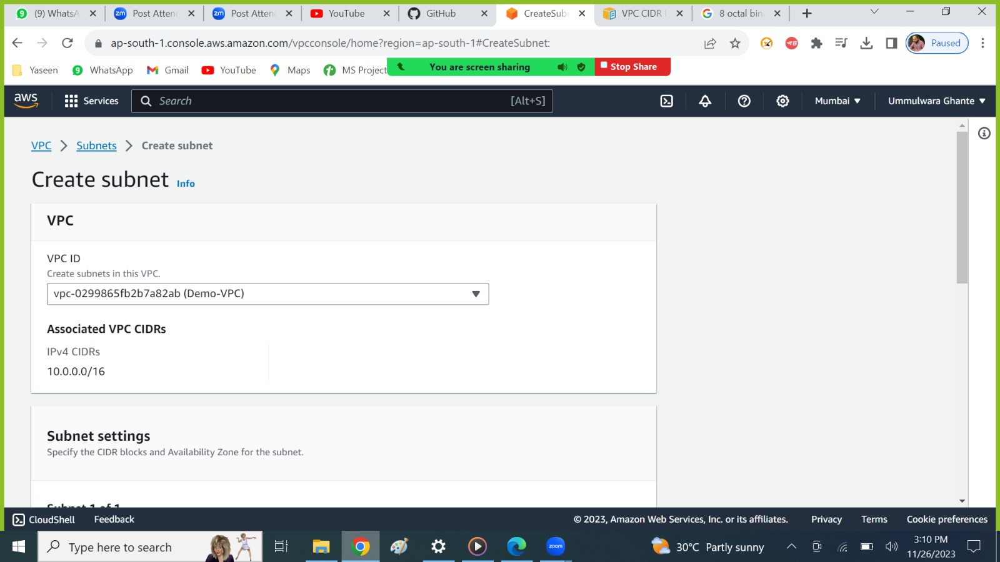 (9) WhatsA
Post Atten
Post Atten
YouTube
GitHub
CreateSub
VPC CIDR
8 octal bin
ap-south-1.console.aws.amazon.com/vpcconsole/home?region=ap-south-1#CreateSubnet:
Paused
Yaseen
WhatsApp
Gmail
YouTube
Maps
MS Project
You are screen sharing
Stop Share
aws
Services
Search
[Alt+S]
Mumbai
Ummulwara Ghante
VPC
Subnets
Create subnet
Create subnet Info
VPC
VPC ID
Create subnets in this VPC.
vpc-0299865fb2b7a82ab (Demo-VPC)
Associated VPC CIDRs
IPv4 CIDRs
10.0.0.0/16
Subnet settings
Specify the CIDR blocks and Availability Zone for the subnet.
Subnet 1 of 1
CloudShell
Feedback
© 2023, Amazon Web Services, Inc. or its affiliates.
Privacy
Terms
Cookie preferences
Type here to search
zoom
30°C Partly sunny
3:10 PM
11/26/2023